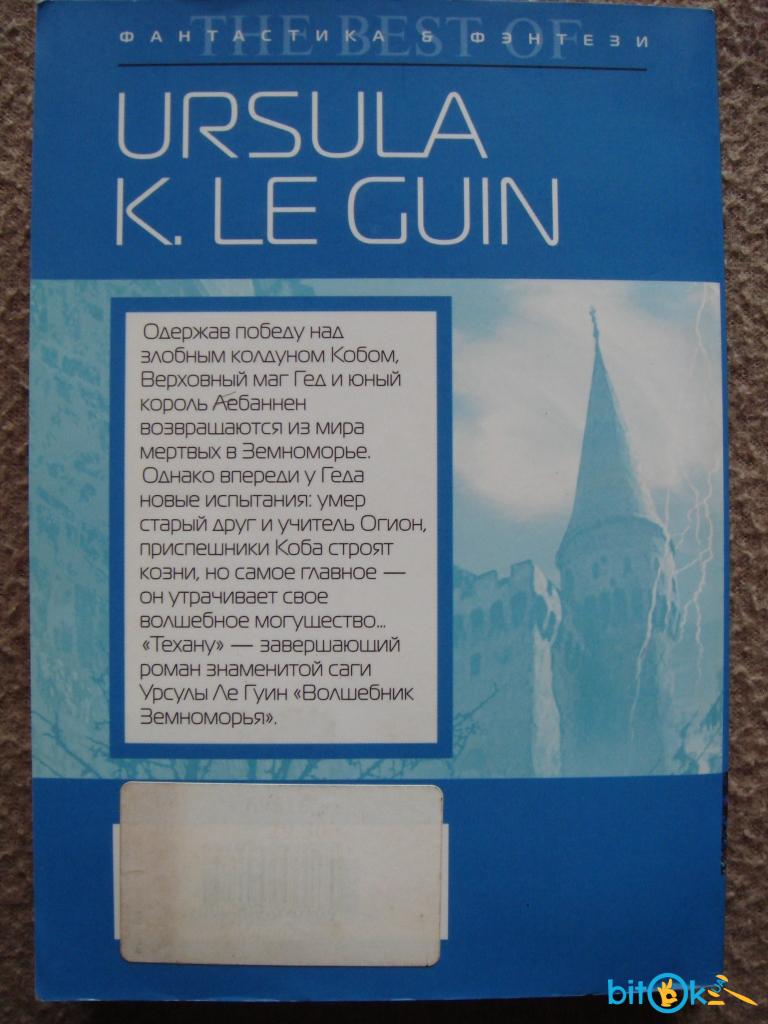 THE BEST OF
ФАНТАСТИКА & ФЭНТЕЗИ
URSULA
K. LE GUIN
Одержав победу над
злобным колдуном Кобом,
Верховный маг Гед и юный
король Лебаннен
возвращаются из мира
мертвых в Земноморье.
Однако впереди у Геда
новые испытания: умер
старый друг и учитель Огион,
приспешники Коба строят
козни, но самое главное —
он утрачивает свое
волшебное могущество...
«Техану» — завершающий
роман знаменитой саги
Урсулы Ле Гуин «Волшебник
Земноморья».
bitOk